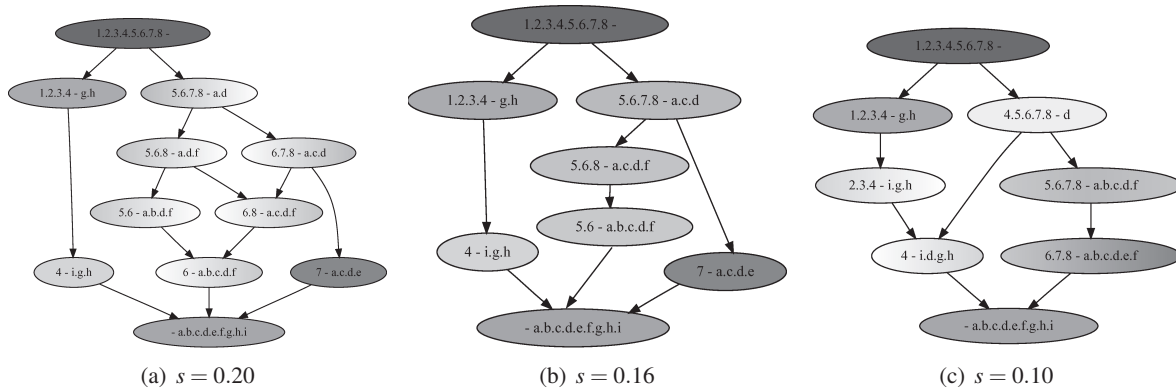 1.2.3.4.5.6.7.8 -
1.2.3.4 - g.h
5.6.7.8 - a.d
5.6.8 - a.d.f
6.7.8 - a.c.d
5.6 - a.b.d.f
6.8 - a.c.d.f
4 - i.g.h
6 - a.b.c.d.f
7 - a.c.d.e
- a.b.c.d.e.f.g.h.i
(a) s = 0.20
1.2.3.4.5.6.7.8 -
1.2.3.4 - g.h
5.6.7.8 - a.c.d
5.6.8 - a.c.d.f
5.6 - a.b.c.d.f
4 - i.g.h
7 - a.c.d.e
- a.b.c.d.e.f.g.h.i
(b) s = 0.16
1.2.3.4.5.6.7.8 -
1.2.3.4 - g.h
4.5.6.7.8 - d
2.3.4 - i.g.h
5.6.7.8 - a.b.c.d.f
4 - i.d.g.h
6.7.8 - a.b.c.d.e.f
- a.b.c.d.e.f.g.h.i
(c) s = 0.10